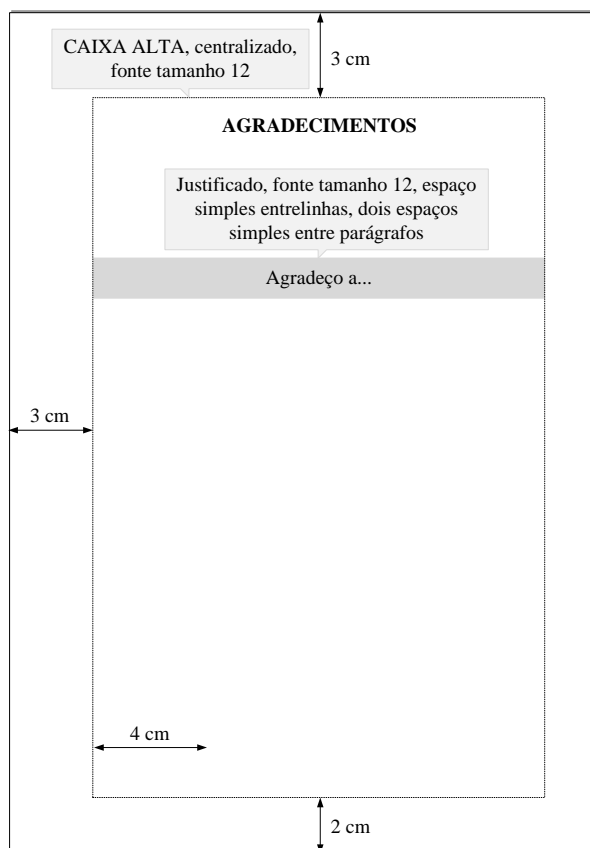 CAIXA ALTA, centralizado,
fonte tamanho 12
3 cm
AGRADECIMENTOS
Justificado, fonte tamanho 12, espaço
simples entrelinhas, dois espaços
simples entre parágrafos
Agradeço a...
3 cm
4 cm
2 cm